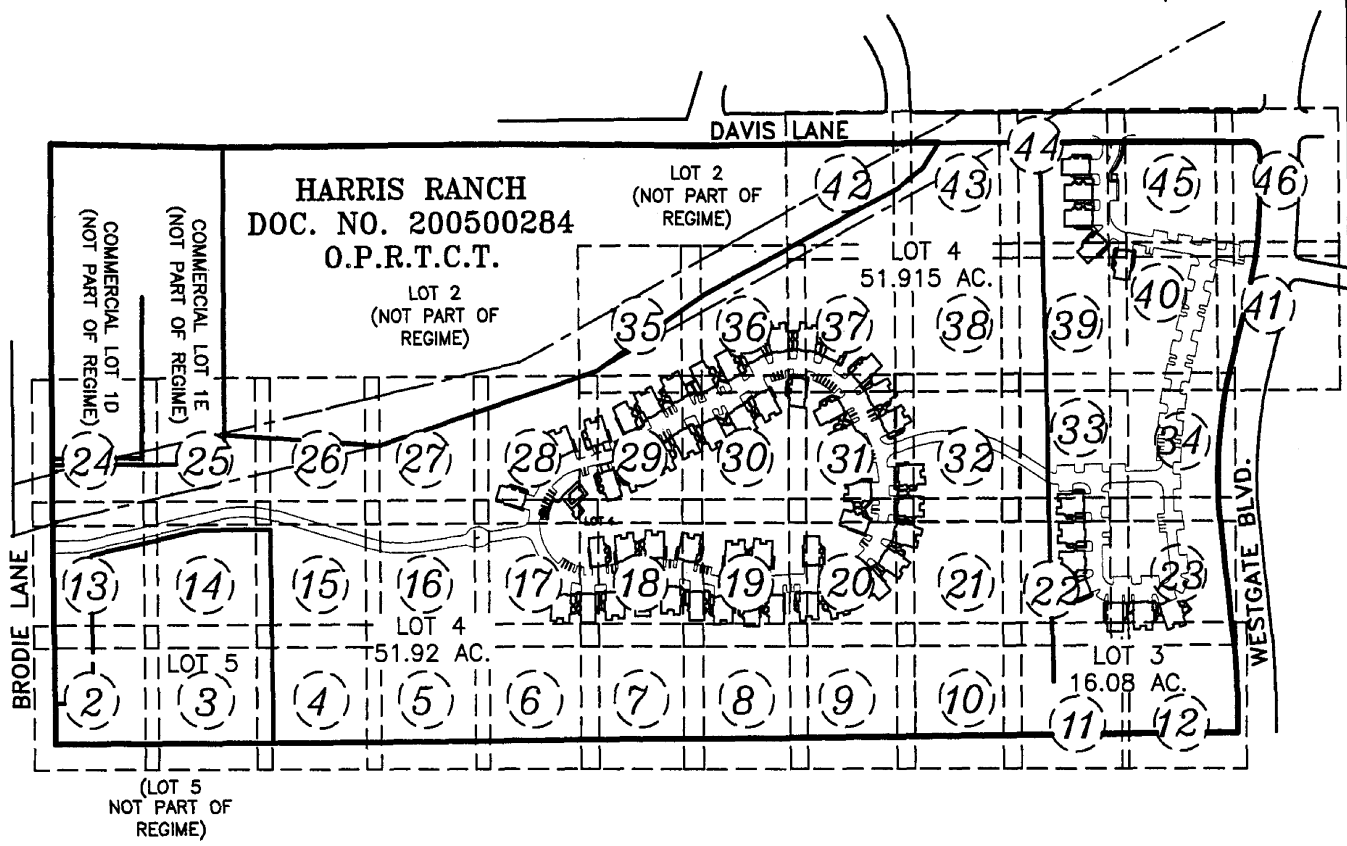 DAVIS LANE
HARRIS RANCH
DOC. NO. 200500284
O.P.R.T.C.T.
LOT 2
(NOT PART OF
REGIME)
LOT 2
(NOT PART OF
REGIME)
COMMERCIAL LOT 1D
(NOT PART OF REGIME)
COMMERCIAL LOT 1E
(NOT PART OF REGIME)
42
43
44
45
46
LOT 4
51.915 AC.
35
36
37
38
39
40
41
24
25
26
27
28
29
30
31
32
33
34
LOT 4
13
14
15
16
17
18
19
20
21
22
23
LOT 4
51.92 AC.
LOT 5
LOT 3
16.08 AC.
2
3
4
5
6
7
8
9
10
11
12
BRODIE LANE
WESTGATE BLVD.
(LOT 5
NOT PART OF
REGIME)